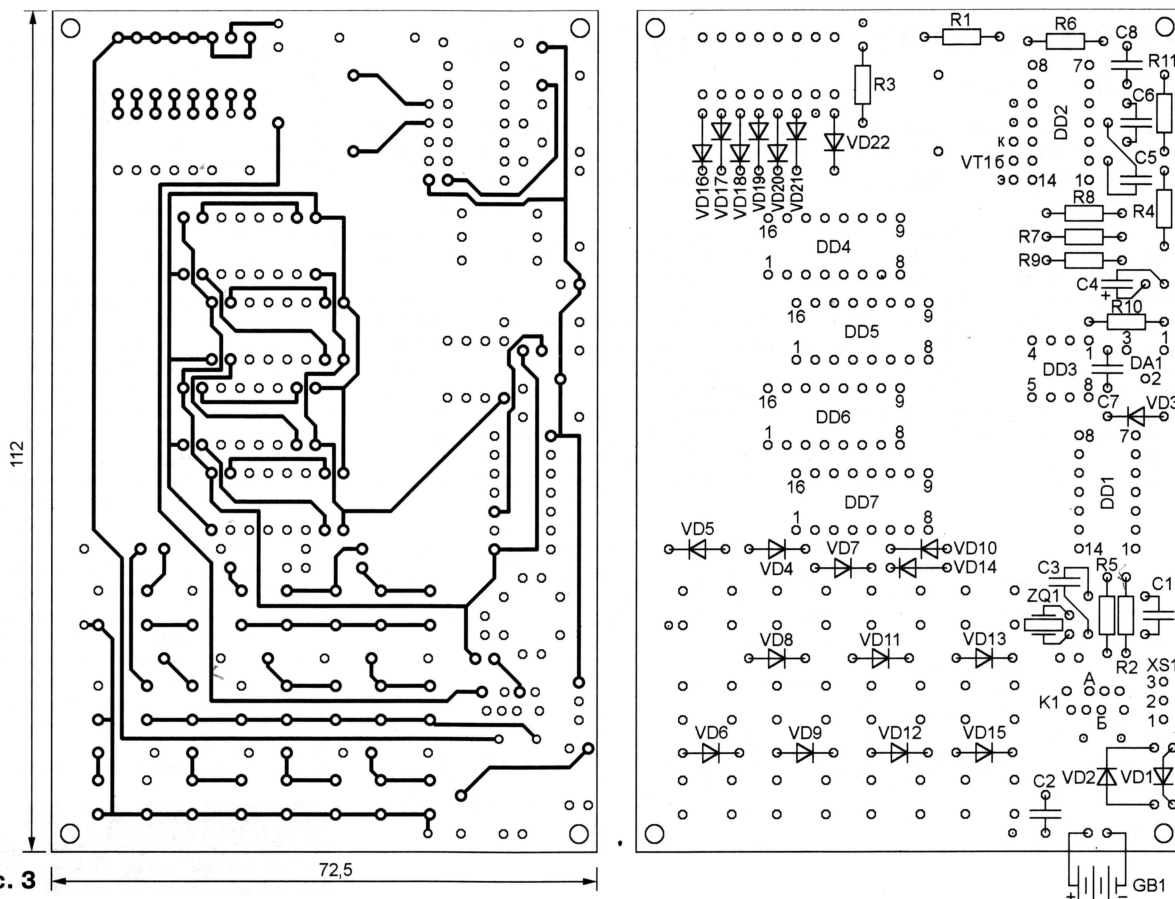 112
72,5
с. 3
R1
R6
C8
8
7
R11
R3
DD2
C6
VD22
К
VT1
б
Э
14
1
C5
VD16
VD17
VD18
VD19
VD20
VD21
R8
R4
16
9
DD4
1
8
R7
R9
C4
+
16
9
DD5
1
8
R10
4
1
3
1
DD3
DA1
2
5
8
C7
VD3
16
9
DD6
1
8
8
7
DD1
14
1
16
9
DD7
1
8
VD5
VD4
VD7
VD10
VD14
C3
R5
C1
ZQ1
R2
VD8
VD11
VD13
XS1
А
3
К1
2
Б
1
VD6
VD9
VD12
VD15
VD2
VD1
C2
+
−
GB1